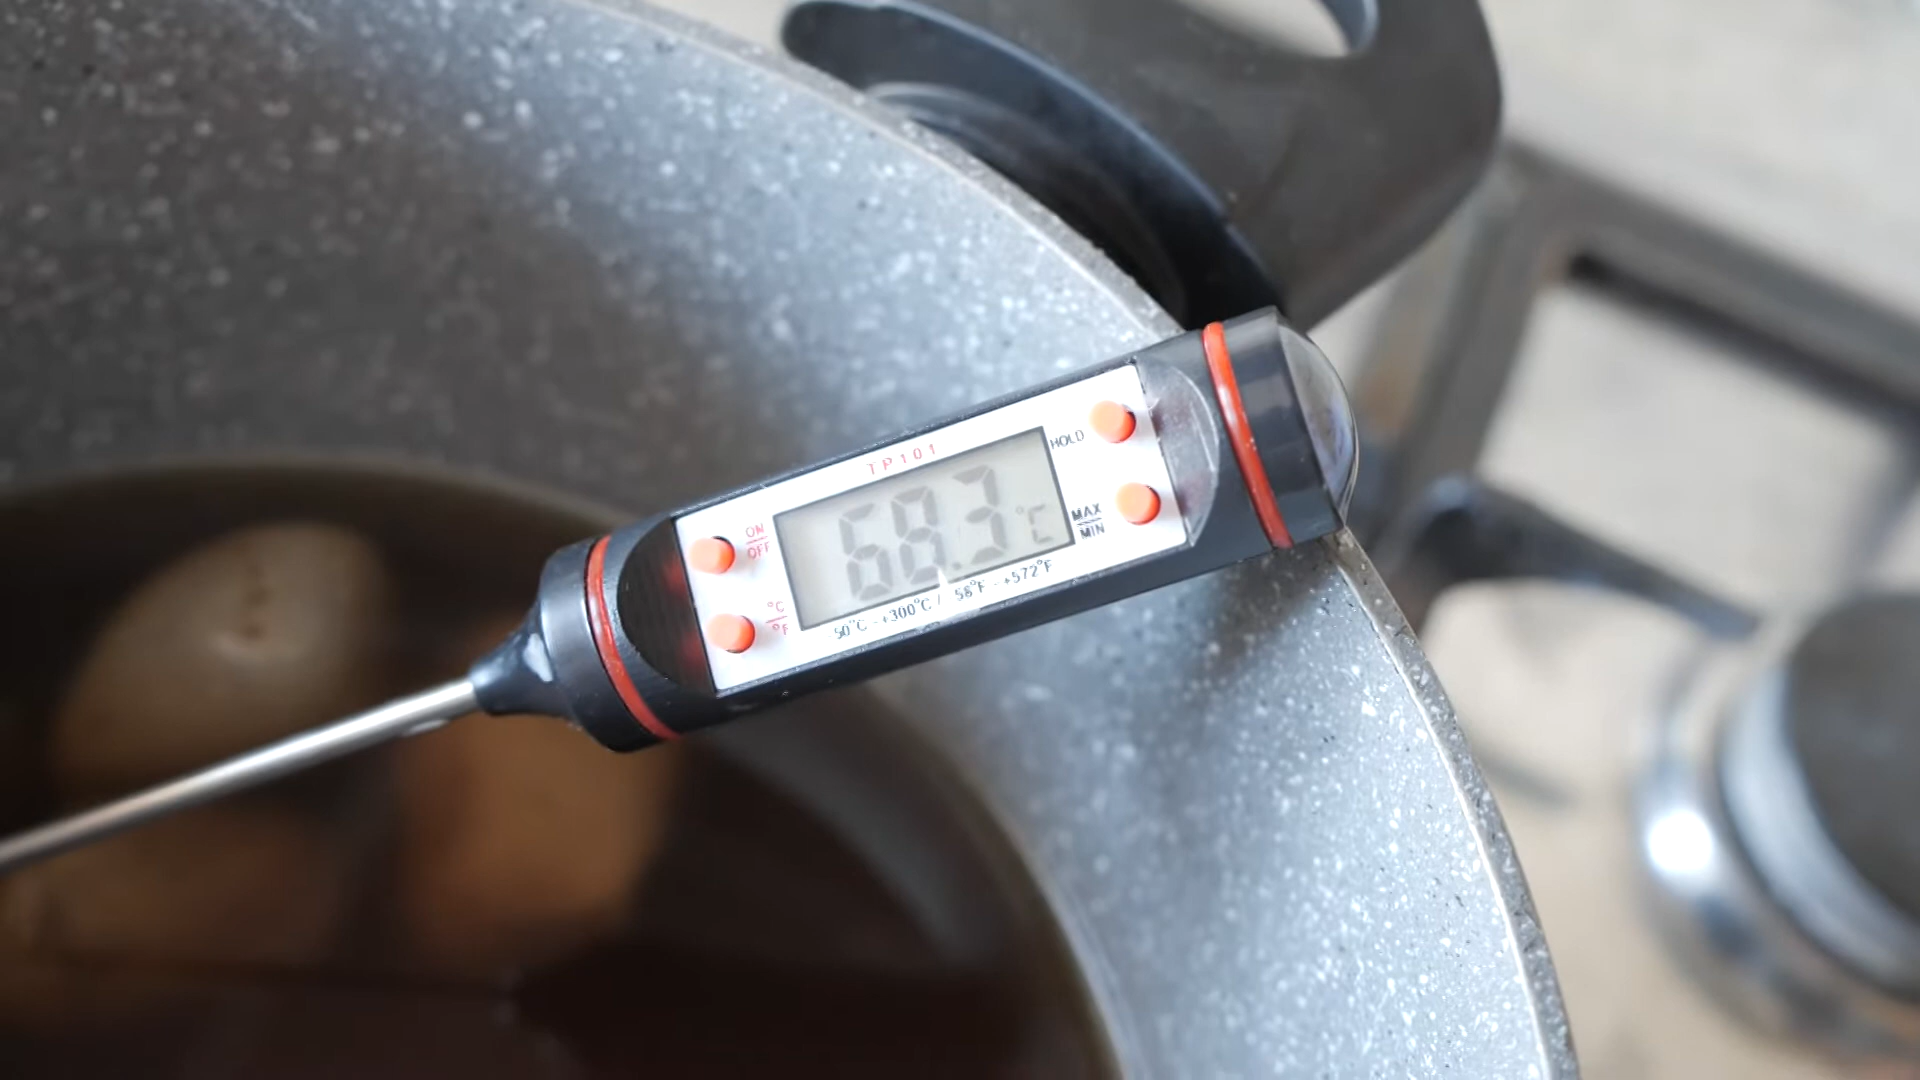 TP101
HOLD
68.3 °C
ON
OFF
MAX
MIN
°C
°F
-50°C -+300°C / 58°F -+572°F